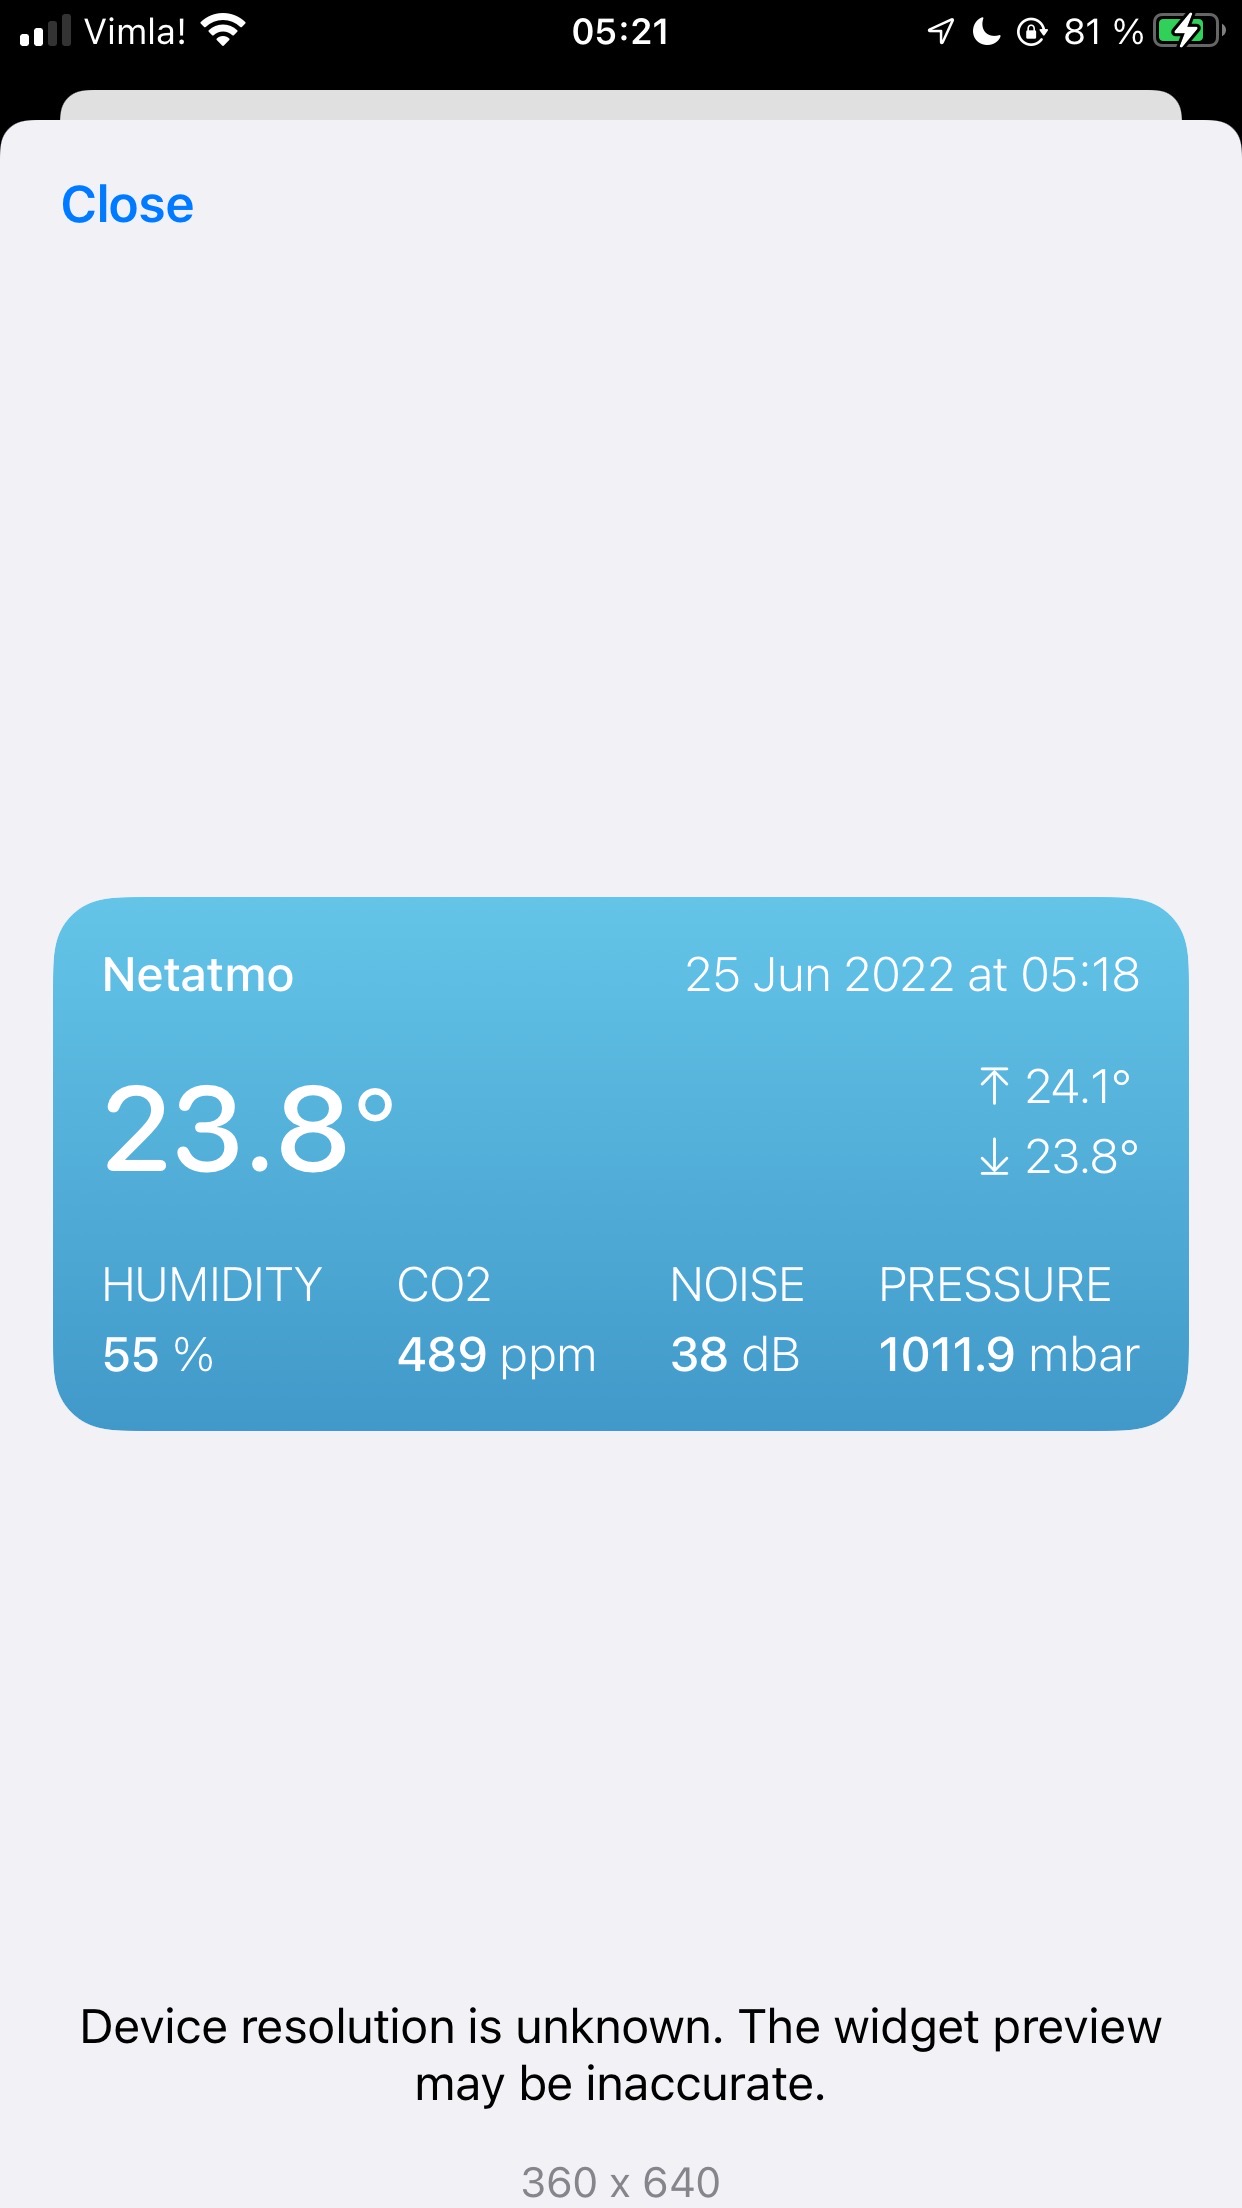 Vimla! 05:21 81 %
Close
Netatmo 25 Jun 2022 at 05:18
23.8°
↑ 24.1°
↓ 23.8°
HUMIDITY CO2 NOISE PRESSURE
55 % 489 ppm 38 dB 1011.9 mbar
Device resolution is unknown. The widget preview
may be inaccurate.
360 x 640